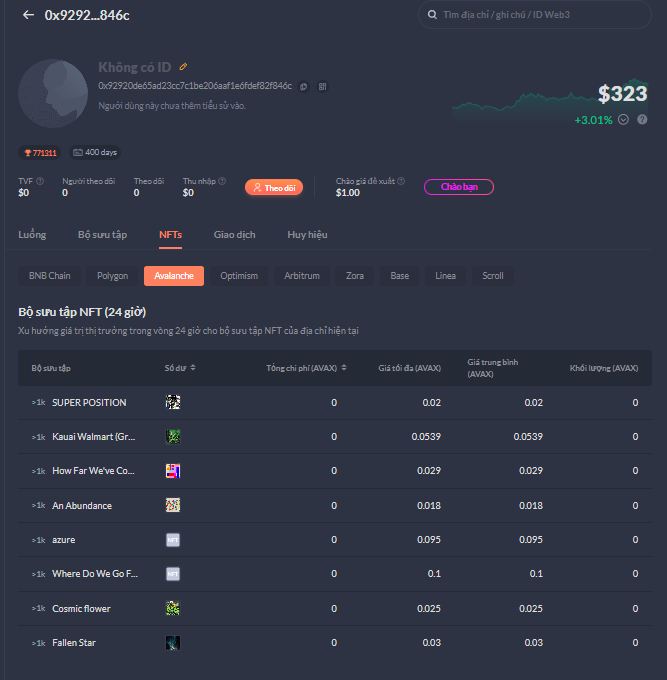 0x9292...846c
Tìm địa chỉ / ghi chú / ID Web3
Không có ID
0x92920de65ad23cc7c1be206aaf1e6fdef82f846c
Người dùng này chưa thêm tiểu sử vào.
$323
+3.01%
771311 400 days
TVF Người theo dõi Theo dõi Thu nhập Theo dõi Chào giá đề xuất Chào bạn
$0 0 0 $0 $1.00
Luồng Bộ sưu tập NFTs Giao dịch Huy hiệu
BNB Chain Polygon Avalanche Optimism Arbitrum Zora Base Linea Scroll
Bộ sưu tập NFT (24 giờ)
Xu hướng giá trị thị trường trong vòng 24 giờ cho bộ sưu tập NFT của địa chỉ hiện tại
Bộ sưu tập Số dư Tổng chi phí (AVAX) Giá tối đa (AVAX) Giá trung bình (AVAX) Khối lượng (AVAX)
>1k SUPER POSITION 0 0.02 0.02 0
>1k Kauai Walmart (Gr... 0 0.0539 0.0539 0
>1k How Far We've Co... 0 0.029 0.029 0
>1k An Abundance 0 0.018 0.018 0
>1k azure NFT 0 0.095 0.095 0
>1k Where Do We Go F... NFT 0 0.1 0.1 0
>1k Cosmic flower 0 0.025 0.025 0
>1k Fallen Star 0 0.03 0.03 0